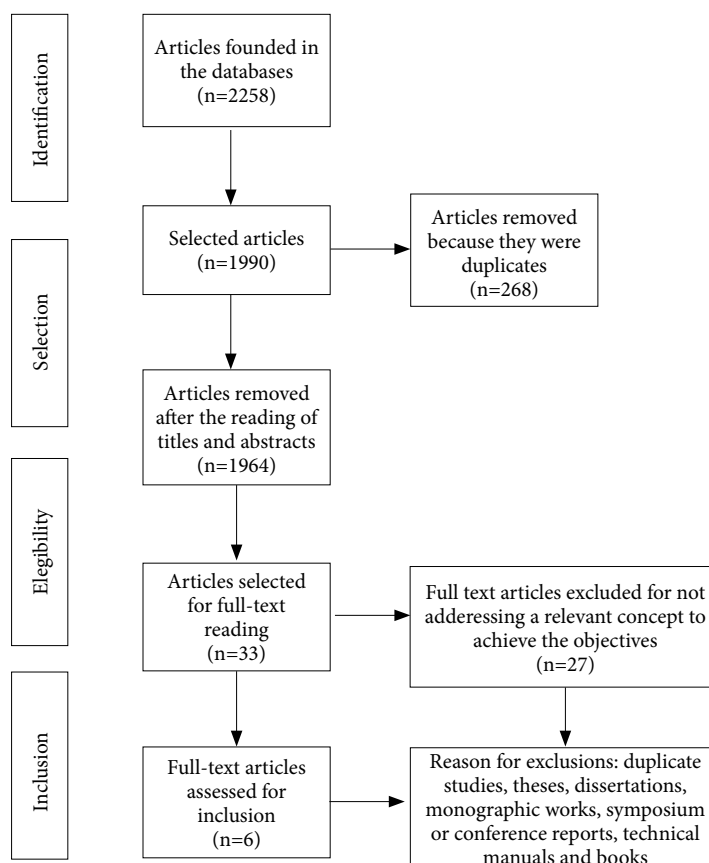 Identification
Articles founded in
the databases
(n=2258)
Selected articles
(n=1990)
Articles removed
because they were
duplicates
(n=268)
Selection
Articles removed
after the reading of
titles and abstracts
(n=1964)
Elegibility
Articles selected
for full-text
reading
(n=33)
Full text articles excluded for not
adderessing a relevant concept to
achieve the objectives
(n=27)
Inclusion
Full-text articles
assessed for
inclusion
(n=6)
Reason for exclusions: duplicate
studies, theses, dissertations,
monographic works, symposium
or conference reports, technical
manuals and books